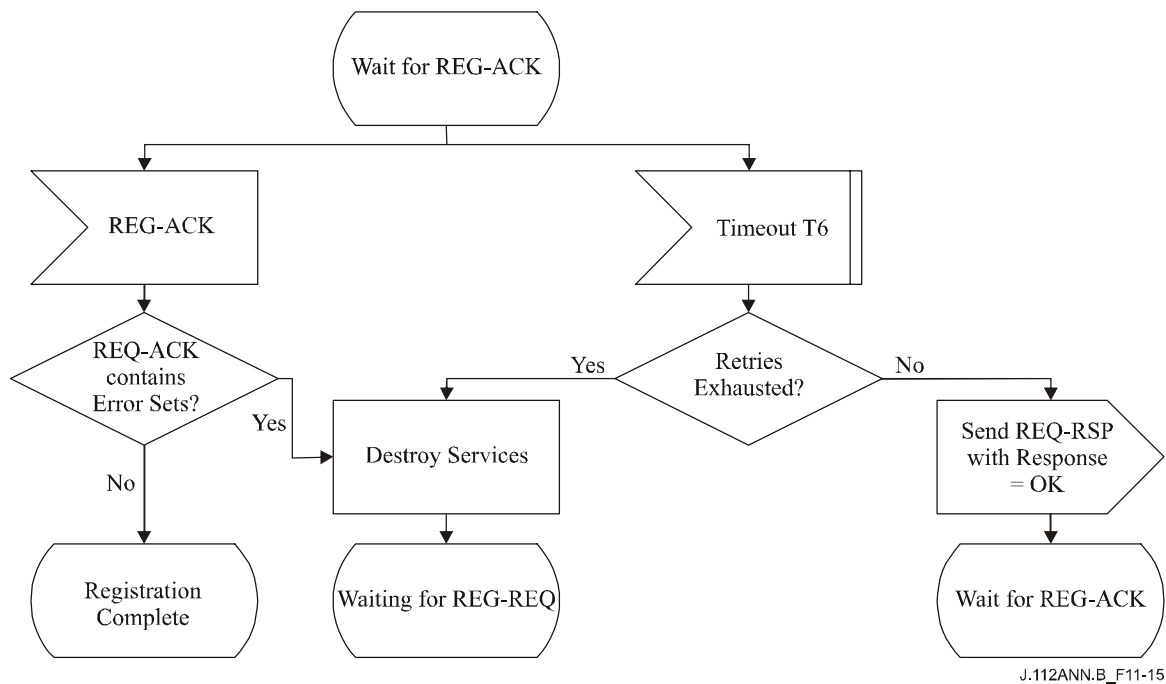 Wait for REG-ACK
REG-ACK
Timeout T6
REQ-ACK
contains
Error Sets?
Yes
No
Retries
Exhausted?
Yes
No
Destroy Services
Send REQ-RSP
with Response
= OK
Registration
Complete
Waiting for REG-REQ
Wait for REG-ACK
J.112ANN.B_F11-15